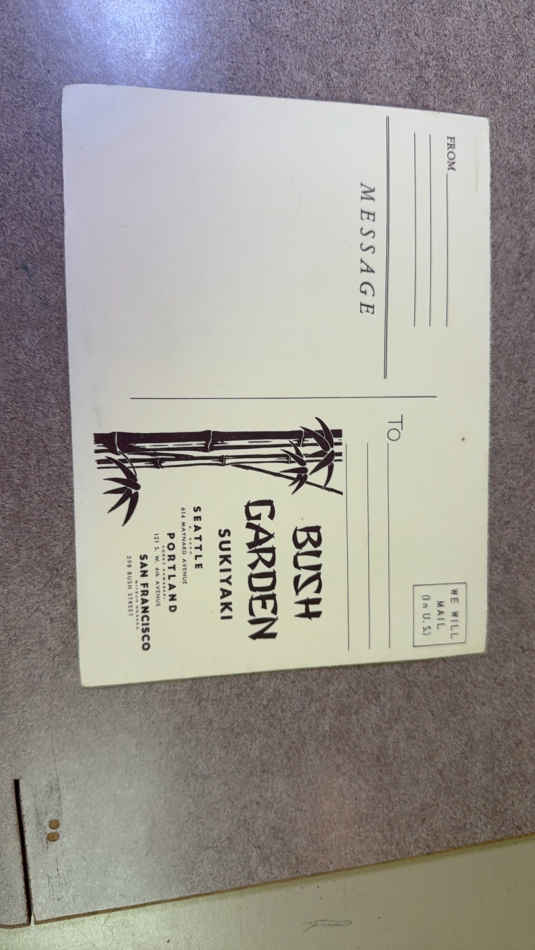 FROM
MESSAGE
WE WILL
MAIL
(In U.S.)
TO
BUSH
GARDEN
SUKIYAKI
SEATTLE
614 MAYNARD AVENUE
PORTLAND
121 S. W. 4th AVENUE
SAN FRANCISCO
598 BUSH STREET